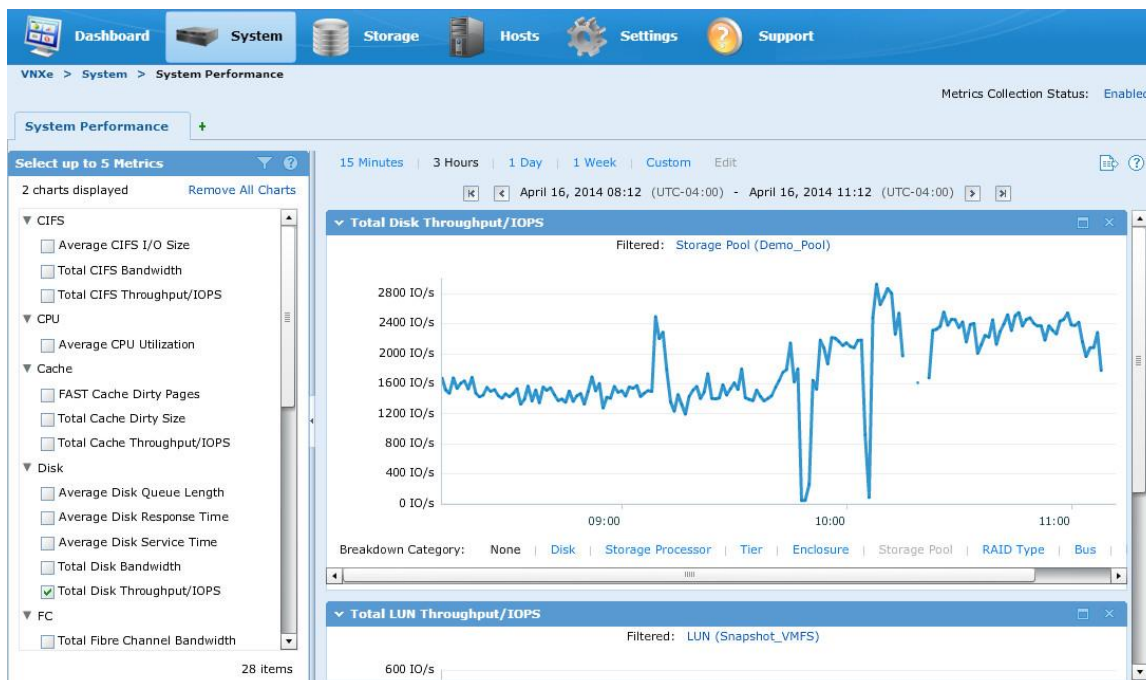 Dashboard System Storage Hosts Settings Support
VNXe > System > System Performance
Metrics Collection Status: Enabled
System Performance +
Select up to 5 Metrics
2 charts displayed Remove All Charts
CIFS
Average CIFS I/O Size
Total CIFS Bandwidth
Total CIFS Throughput/IOPS
CPU
Average CPU Utilization
Cache
FAST Cache Dirty Pages
Total Cache Dirty Size
Total Cache Throughput/IOPS
Disk
Average Disk Queue Length
Average Disk Response Time
Average Disk Service Time
Total Disk Bandwidth
Total Disk Throughput/IOPS
FC
Total Fibre Channel Bandwidth
28 items
15 Minutes | 3 Hours | 1 Day | 1 Week | Custom Edit
April 16, 2014 08:12 (UTC-04:00) - April 16, 2014 11:12 (UTC-04:00)
Total Disk Throughput/IOPS
Filtered: Storage Pool (Demo_Pool)
2800 IO/s
2400 IO/s
2000 IO/s
1600 IO/s
1200 IO/s
800 IO/s
400 IO/s
0 IO/s
09:00 10:00 11:00
Breakdown Category: None | Disk | Storage Processor | Tier | Enclosure | Storage Pool | RAID Type | Bus |
Total LUN Throughput/IOPS
Filtered: LUN (Snapshot_VMFS)
600 IO/s